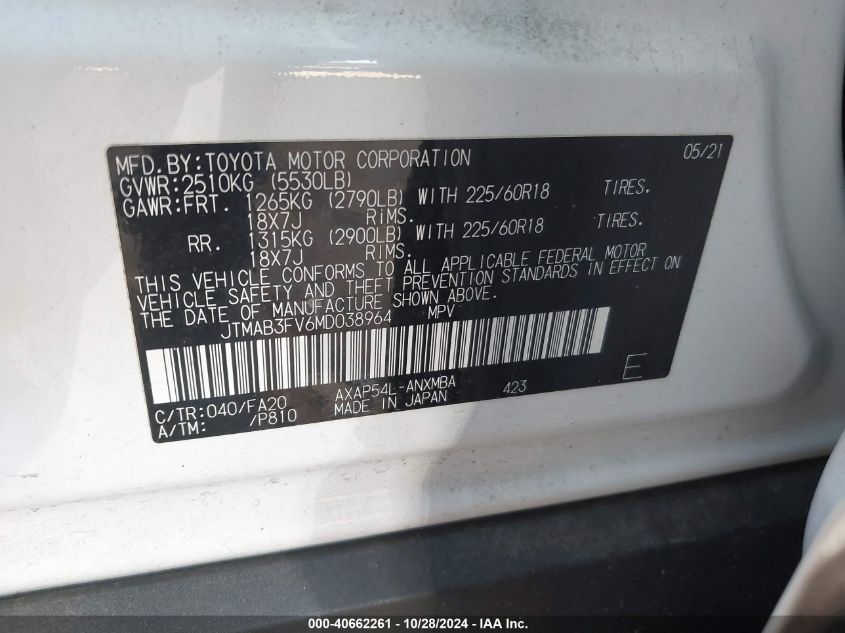 MFD.BY:TOYOTA MOTOR CORPORATION 05/21
GVWR:2510KG (5530LB)
GAWR:FRT. 1265KG (2790LB) WITH 225/60R18 TIRES.
18X7J RIMS.
RR. 1315KG (2900LB) WITH 225/60R18 TIRES.
18X7J RIMS.
THIS VEHICLE CONFORMS TO ALL APPLICABLE FEDERAL MOTOR
VEHICLE SAFETY AND THEFT PREVENTION STANDARDS IN EFFECT ON
THE DATE OF MANUFACTURE SHOWN ABOVE.
JTMAB3FV6MD038964 MPV
C/TR:040/FA20 AXAP54L-ANXMBA 423 E
A/TM: /P810 MADE IN JAPAN
000-40662261 - 10/28/2024 - IAA Inc.